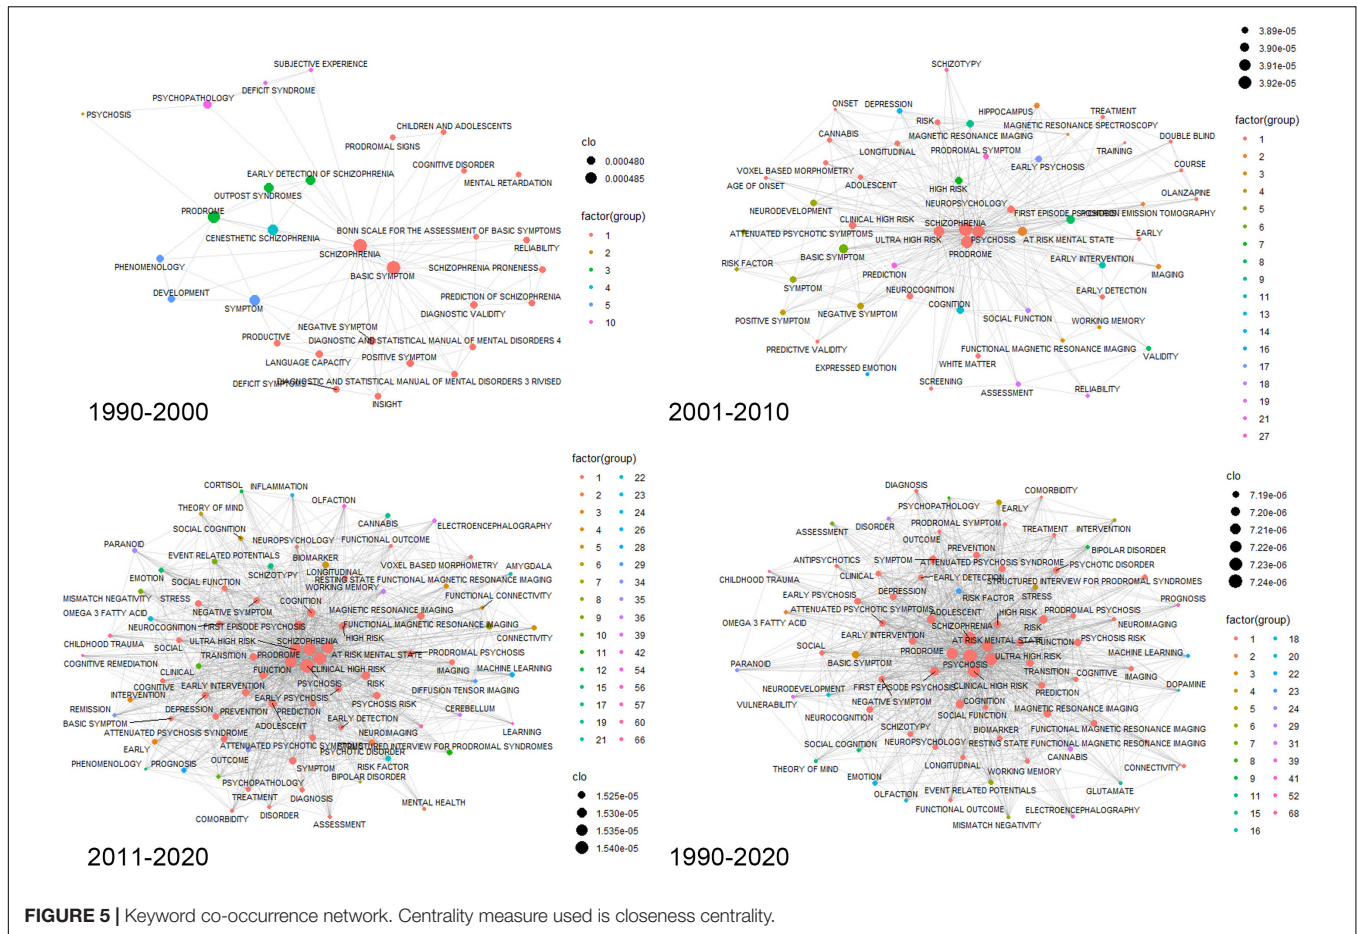 SUBJECTIVE EXPERIENCE
DEFICIT SYNDROME
PSYCHOPATHOLOGY
PSYCHOSIS
CHILDREN AND ADOLESCENTS
PRODROMAL SIGNS
COGNITIVE DISORDER
EARLY DETECTION OF SCHIZOPHRENIA
MENTAL RETARDATION
OUTPOST SYNDROMES
PRODROME
BONN SCALE FOR THE ASSESSMENT OF BASIC SYMPTOMS
CENESTHETIC SCHIZOPHRENIA
RELIABILITY
SCHIZOPHRENIA
PHENOMENOLOGY
SCHIZOPHRENIA PRONENESS
BASIC SYMPTOM
DEVELOPMENT
PREDICTION OF SCHIZOPHRENIA
SYMPTOM
DIAGNOSTIC VALIDITY
NEGATIVE SYMPTOM
PRODUCTIVE
DIAGNOSTIC AND STATISTICAL MANUAL OF MENTAL DISORDERS 4
LANGUAGE CAPACITY
POSITIVE SYMPTOM
DEFICIT SYMPTOMS
DIAGNOSTIC AND STATISTICAL MANUAL OF MENTAL DISORDERS 3 RIVISED
INSIGHT
clo
0.000480
0.000485
factor(group)
1
2
3
4
5
10
1990-2000
SCHIZOTYPY
ONSET
DEPRESSION
HIPPOCAMPUS
TREATMENT
RISK
MAGNETIC RESONANCE SPECTROSCOPY
CANNABIS
MAGNETIC RESONANCE IMAGING
DOUBLE BLIND
LONGITUDINAL
PRODROMAL SYMPTOM
TRAINING
VOXEL BASED MORPHOMETRY
EARLY PSYCHOSIS
COURSE
AGE OF ONSET
ADOLESCENT
HIGH RISK
OLANZAPINE
NEURODEVELOPMENT
NEUROPSYCHOLOGY
CLINICAL HIGH RISK
SCHIZOPHRENIA
FIRST EPISODE PSYCHOSIS
POSITRON EMISSION TOMOGRAPHY
ATTENUATED PSYCHOTIC SYMPTOMS
ULTRA HIGH RISK
PSYCHOSIS
AT RISK MENTAL STATE
EARLY
BASIC SYMPTOM
PRODROME
RISK FACTOR
PREDICTION
EARLY INTERVENTION
IMAGING
SYMPTOM
NEUROCOGNITION
EARLY DETECTION
COGNITION
POSITIVE SYMPTOM
NEGATIVE SYMPTOM
SOCIAL FUNCTION
WORKING MEMORY
PREDICTIVE VALIDITY
FUNCTIONAL MAGNETIC RESONANCE IMAGING
VALIDITY
WHITE MATTER
EXPRESSED EMOTION
SCREENING
ASSESSMENT
RELIABILITY
3.89e-05
3.90e-05
3.91e-05
3.92e-05
factor(group)
1
2
3
4
5
6
7
8
9
11
13
14
16
17
18
19
21
27
2001-2010
CORTISOL
INFLAMMATION
OLFACTION
THEORY OF MIND
CANNABIS
SOCIAL COGNITION
ELECTROENCEPHALOGRAPHY
NEUROPSYCHOLOGY
FUNCTIONAL OUTCOME
PARANOID
EVENT RELATED POTENTIALS
BIOMARKER
VOXEL BASED MORPHOMETRY
AMYGDALA
EMOTION
SCHIZOTYPY
LONGITUDINAL
RESTING STATE FUNCTIONAL MAGNETIC RESONANCE IMAGING
SOCIAL FUNCTION
WORKING MEMORY
MISMATCH NEGATIVITY
STRESS
COGNITION
FUNCTIONAL CONNECTIVITY
OMEGA 3 FATTY ACID
NEGATIVE SYMPTOM
MAGNETIC RESONANCE IMAGING
NEUROCOGNITION
FIRST EPISODE PSYCHOSIS
FUNCTIONAL MAGNETIC RESONANCE IMAGING
CHILDHOOD TRAUMA
SOCIAL
ULTRA HIGH RISK
SCHIZOPHRENIA
HIGH RISK
CONNECTIVITY
COGNITIVE REMEDIATION
TRANSITION
PRODROME
AT RISK MENTAL STATE
PRODROMAL PSYCHOSIS
CLINICAL
FUNCTION
CLINICAL HIGH RISK
IMAGING
MACHINE LEARNING
COGNITIVE
EARLY INTERVENTION
PSYCHOSIS
RISK
DIFFUSION TENSOR IMAGING
INTERVENTION
EARLY PSYCHOSIS
REMISSION
DEPRESSION
PREVENTION
PREDICTION
PSYCHOSIS RISK
CEREBELLUM
BASIC SYMPTOM
ADOLESCENT
EARLY DETECTION
LEARNING
ATTENUATED PSYCHOSIS SYNDROME
NEUROIMAGING
EARLY
ATTENUATED PSYCHOTIC SYMPTOMS
STRUCTURED INTERVIEW FOR PRODROMAL SYNDROMES
OUTCOME
PSYCHOTIC DISORDER
PHENOMENOLOGY
PROGNOSIS
SYMPTOM
RISK FACTOR
PSYCHOPATHOLOGY
BIPOLAR DISORDER
TREATMENT
DIAGNOSIS
MENTAL HEALTH
COMORBIDITY
DISORDER
ASSESSMENT
factor(group)
1 22
2 23
3 24
4 26
5 28
6 29
7 34
8 35
9 36
10 39
11 42
12 54
15 56
17 57
19 60
21 66
clo
1.525e-05
1.530e-05
1.535e-05
1.540e-05
2011-2020
DIAGNOSIS
COMORBIDITY
PSYCHOPATHOLOGY
EARLY
ASSESSMENT
DISORDER
PRODROMAL SYMPTOM
TREATMENT
INTERVENTION
OUTCOME
PREVENTION
BIPOLAR DISORDER
ANTIPSYCHOTICS
SYMPTOM
ATTENUATED PSYCHOSIS SYNDROME
PSYCHOTIC DISORDER
CHILDHOOD TRAUMA
CLINICAL
EARLY DETECTION
STRUCTURED INTERVIEW FOR PRODROMAL SYNDROMES
EARLY PSYCHOSIS
RISK FACTOR
STRESS
PROGNOSIS
OMEGA 3 FATTY ACID
ATTENUATED PSYCHOTIC SYMPTOMS
ADOLESCENT
HIGH RISK
PRODROMAL PSYCHOSIS
SCHIZOPHRENIA
RISK
NEUROIMAGING
EARLY INTERVENTION
AT RISK MENTAL STATE
FUNCTION
PSYCHOSIS RISK
SOCIAL
PRODROME
ULTRA HIGH RISK
MACHINE LEARNING
PARANOID
BASIC SYMPTOM
PSYCHOSIS
TRANSITION
COGNITIVE
IMAGING
NEURODEVELOPMENT
FIRST EPISODE PSYCHOSIS
CLINICAL HIGH RISK
PREDICTION
DOPAMINE
VULNERABILITY
NEGATIVE SYMPTOM
COGNITION
NEUROCOGNITION
SOCIAL FUNCTION
MAGNETIC RESONANCE IMAGING
SCHIZOTYPY
BIOMARKER
SOCIAL COGNITION
NEUROPSYCHOLOGY
RESTING STATE FUNCTIONAL MAGNETIC RESONANCE IMAGING
THEORY OF MIND
LONGITUDINAL
CANNABIS
CONNECTIVITY
EMOTION
WORKING MEMORY
OLFACTION
EVENT RELATED POTENTIALS
GLUTAMATE
FUNCTIONAL OUTCOME
ELECTROENCEPHALOGRAPHY
MISMATCH NEGATIVITY
clo
7.19e-06
7.20e-06
7.21e-06
7.22e-06
7.23e-06
7.24e-06
factor(group)
1 18
2 20
3 22
4 23
5 24
6 29
7 31
8 39
9 41
11 52
15 68
16
1990-2020
FIGURE 5 | Keyword co-occurrence network. Centrality measure used is closeness centrality.